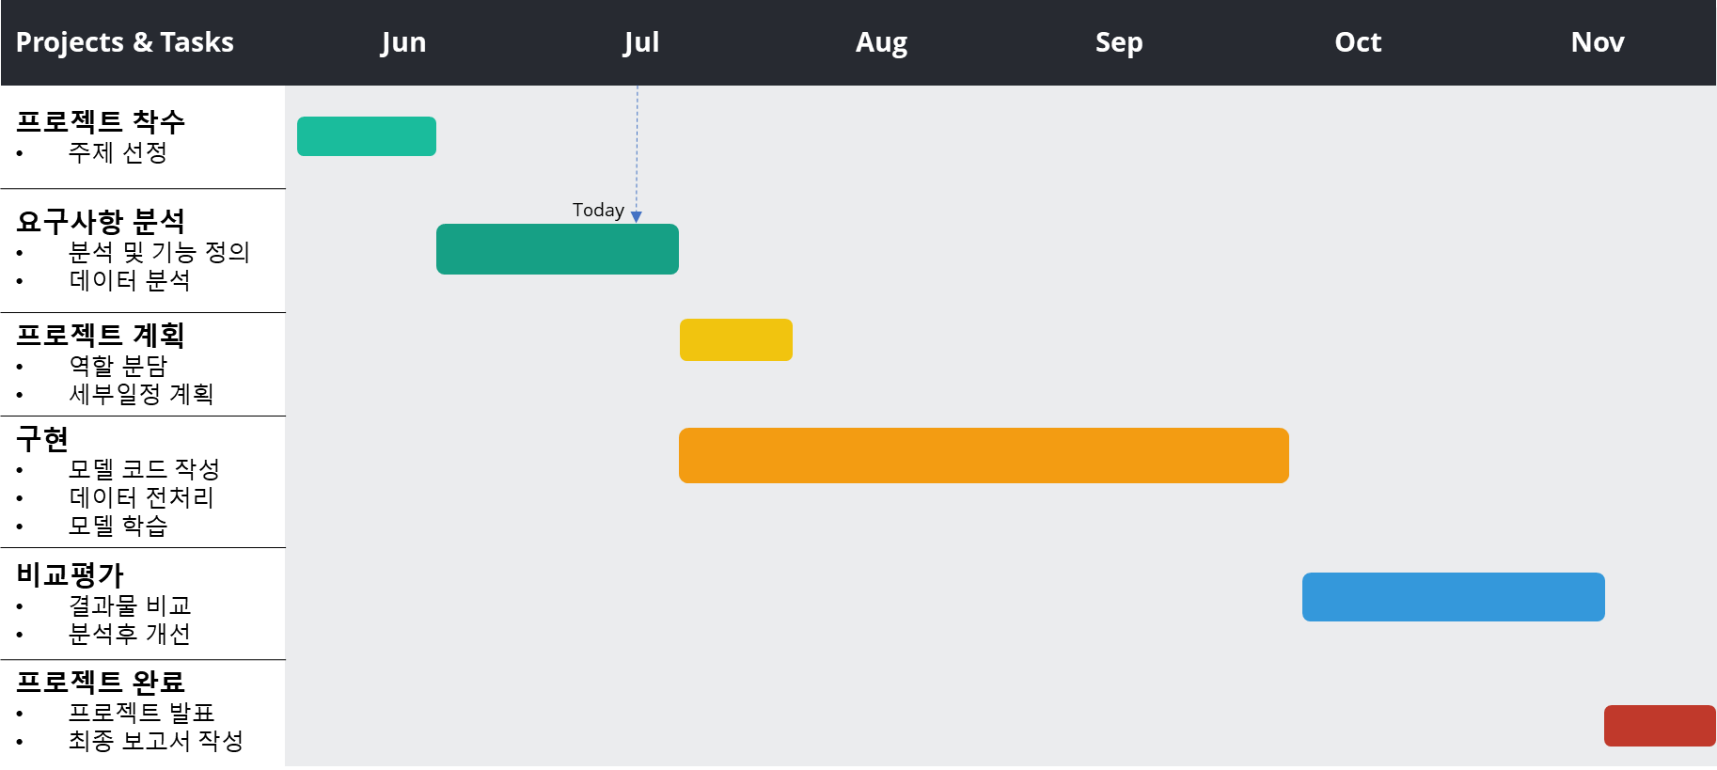 Projects & Tasks Jun Jul Aug Sep Oct Nov
프로젝트 착수
• 주제 선정
Today
요구사항 분석
• 분석 및 기능 정의
• 데이터 분석
프로젝트 계획
• 역할 분담
• 세부일정 계획
구현
• 모델 코드 작성
• 데이터 전처리
• 모델 학습
비교평가
• 결과물 비교
• 분석후 개선
프로젝트 완료
• 프로젝트 발표
• 최종 보고서 작성